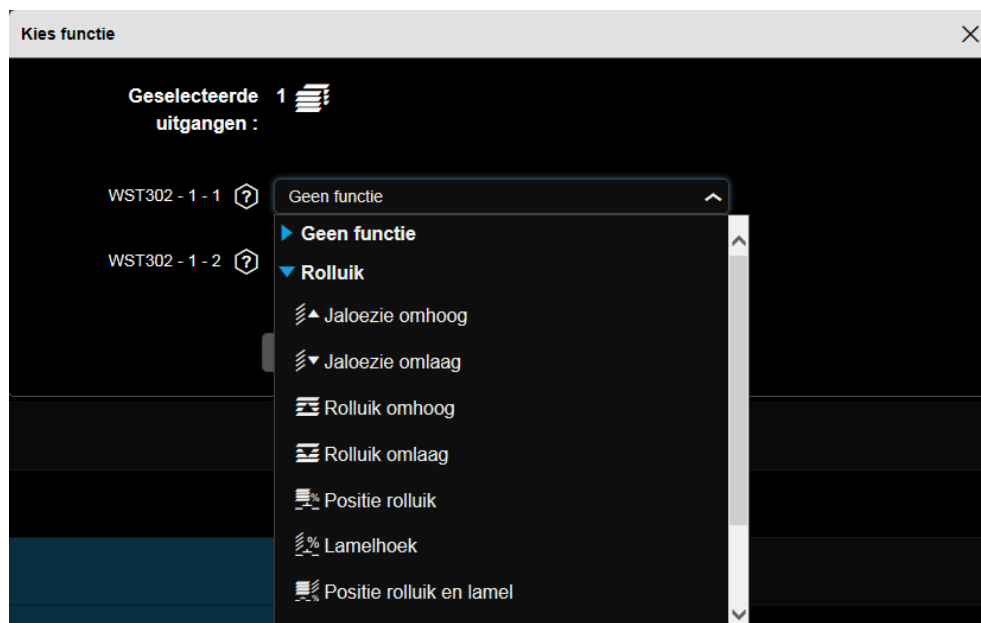 Kies functie
Geselecteerde 1
uitgangen :
WST302 - 1 - 1 ? Geen functie
Geen functie
WST302 - 1 - 2 ?
Rolluik
Jaloezie omhoog
Jaloezie omlaag
Rolluik omhoog
Rolluik omlaag
% Positie rolluik
% Lamelhoek
% Positie rolluik en lamel